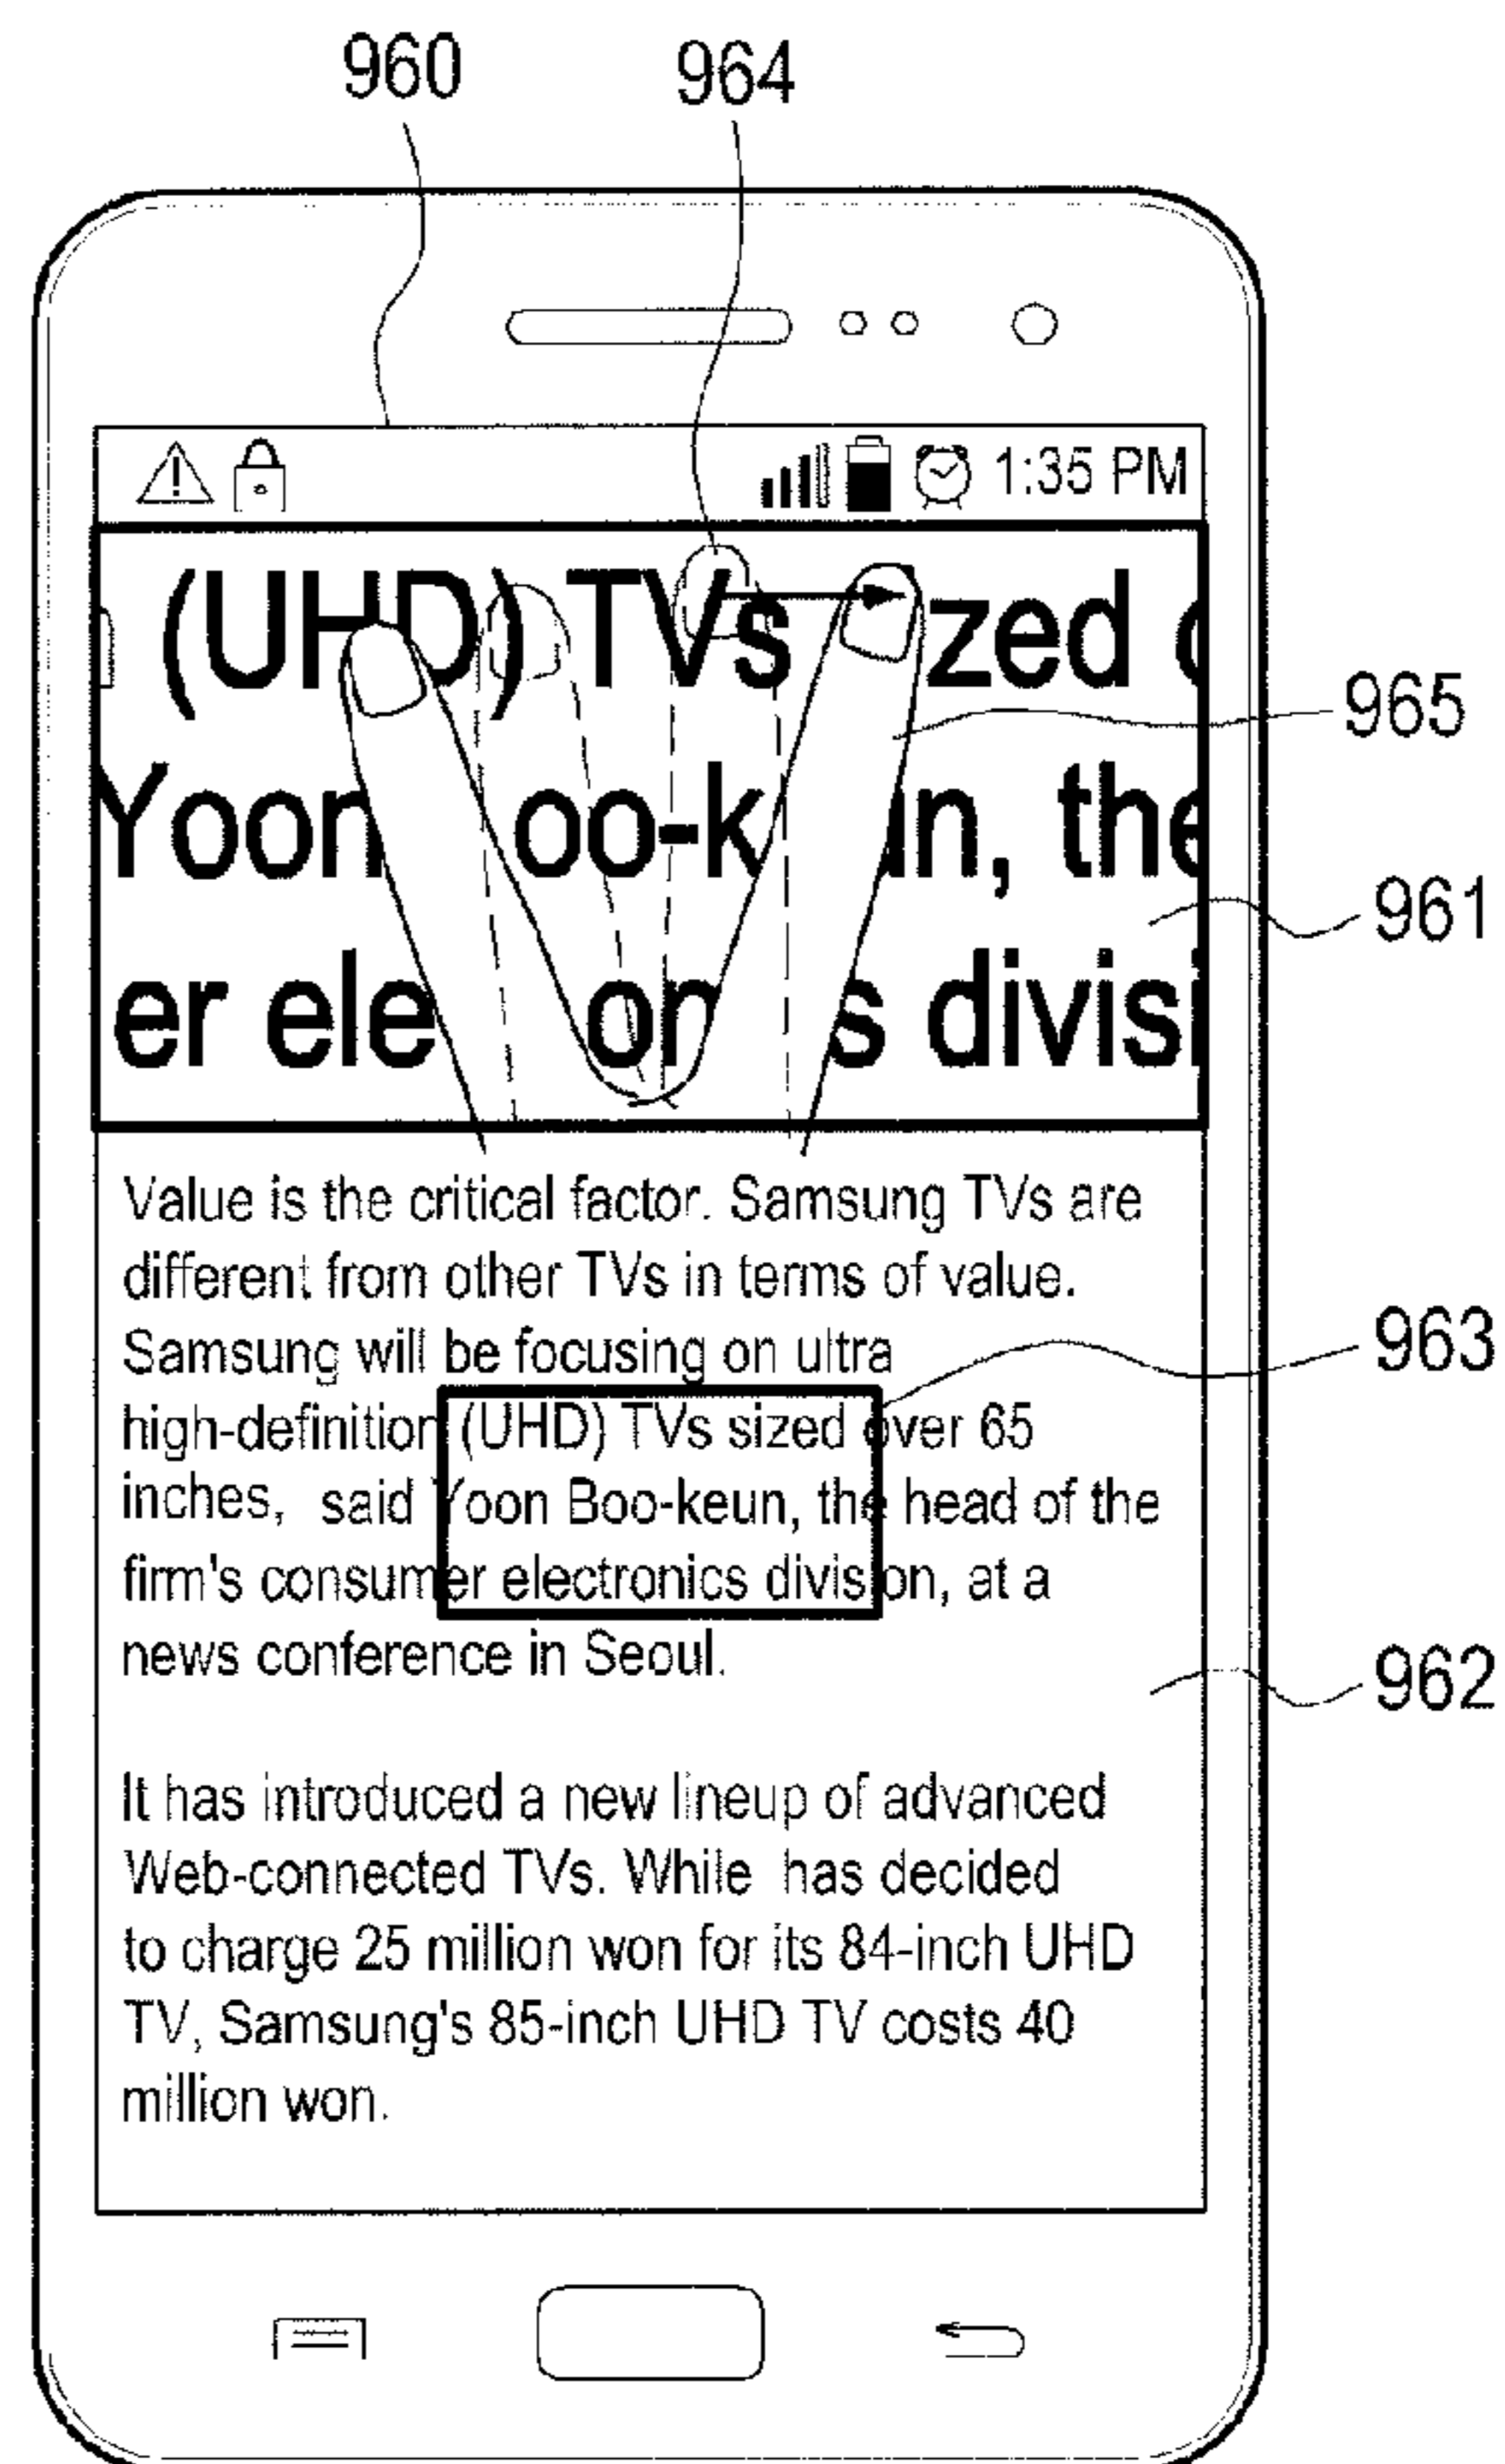 960 964
1:35 PM
(UHD) TVs zed
965
Yoon oo-k un, the
961
er ele on s divisi
Value is the critical factor. Samsung TVs are
different from other TVs in terms of value.
Samsung will be focusing on ultra
963
high-definition (UHD) TVs sized over 65
inches, said Yoon Boo-keun, the head of the
firm's consumer electronics division, at a
news conference in Seoul.
962
It has introduced a new lineup of advanced
Web-connected TVs. While has decided
to charge 25 million won for its 84-inch UHD
TV, Samsung's 85-inch UHD TV costs 40
million won.